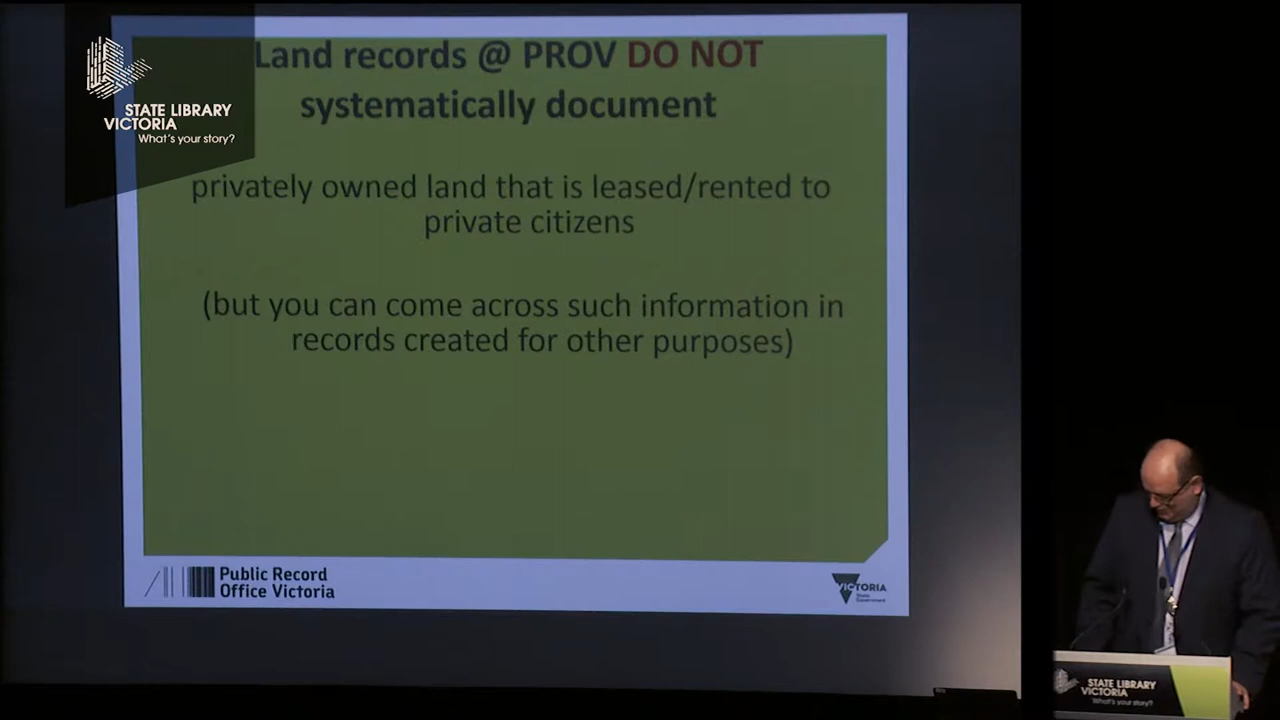 STATE LIBRARY
VICTORIA
What's your story?
Land records @ PROV DO NOT
systematically document
privately owned land that is leased/rented to
private citizens
(but you can come across such information in
records created for other purposes)
Public Record
Office Victoria
VICTORIA
State
Government
STATE LIBRARY
VICTORIA
What's your story?